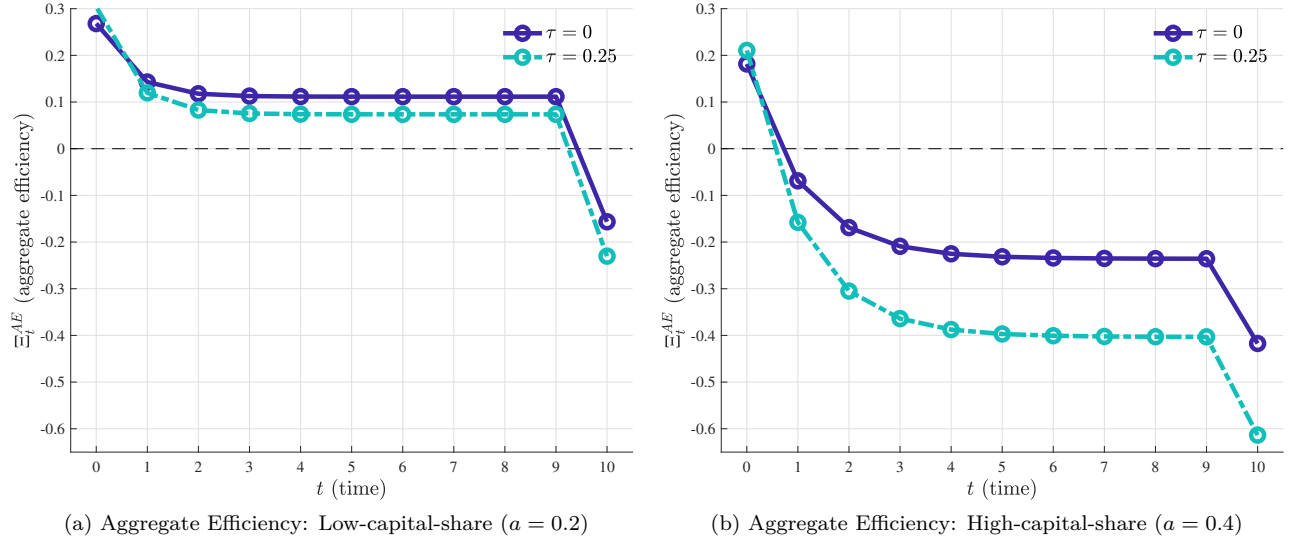 0.3
0.2
0.1
0
-0.1
-0.2
-0.3
-0.4
-0.5
-0.6
Ξ_t^{AE} (aggregate efficiency)
τ = 0
τ = 0.25
0 1 2 3 4 5 6 7 8 9 10
t (time)
(a) Aggregate Efficiency: Low-capital-share (a = 0.2)
0.3
0.2
0.1
0
-0.1
-0.2
-0.3
-0.4
-0.5
-0.6
Ξ_t^{AE} (aggregate efficiency)
τ = 0
τ = 0.25
0 1 2 3 4 5 6 7 8 9 10
t (time)
(b) Aggregate Efficiency: High-capital-share (a = 0.4)